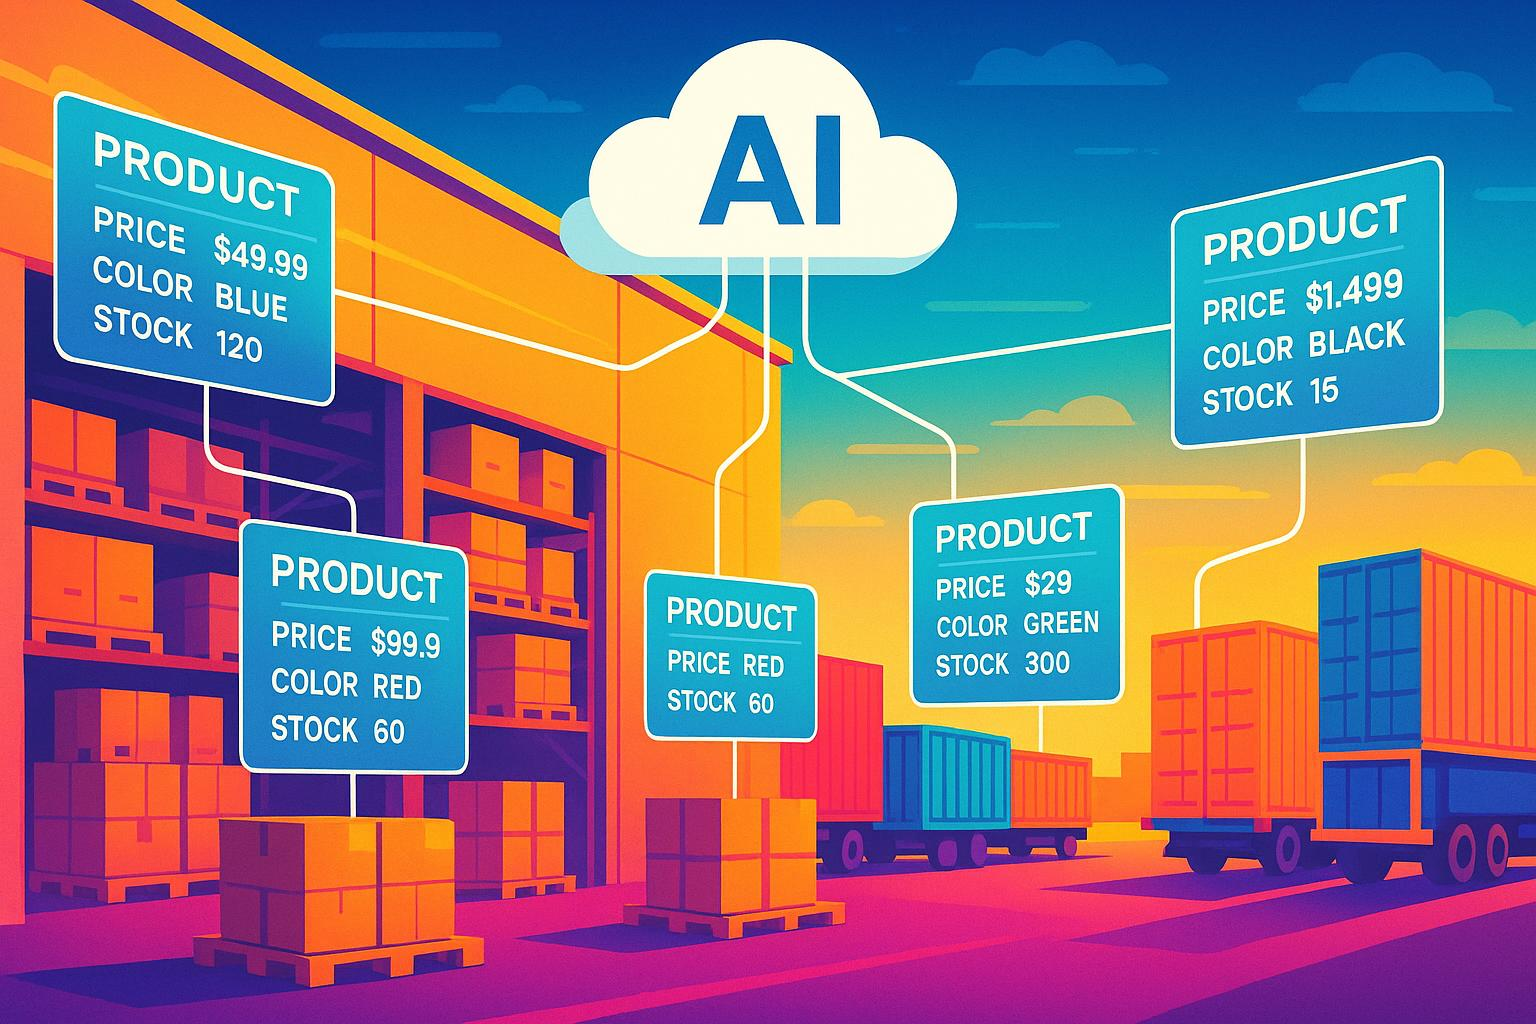 AI
PRODUCT
PRICE $49.99
COLOR BLUE
STOCK 120
PRODUCT
PRICE $1.499
COLOR BLACK
STOCK 15
PRODUCT
PRICE $99.9
COLOR RED
STOCK 60
PRODUCT
PRICE RED
STOCK 60
PRODUCT
PRICE $29
COLOR GREEN
STOCK 300